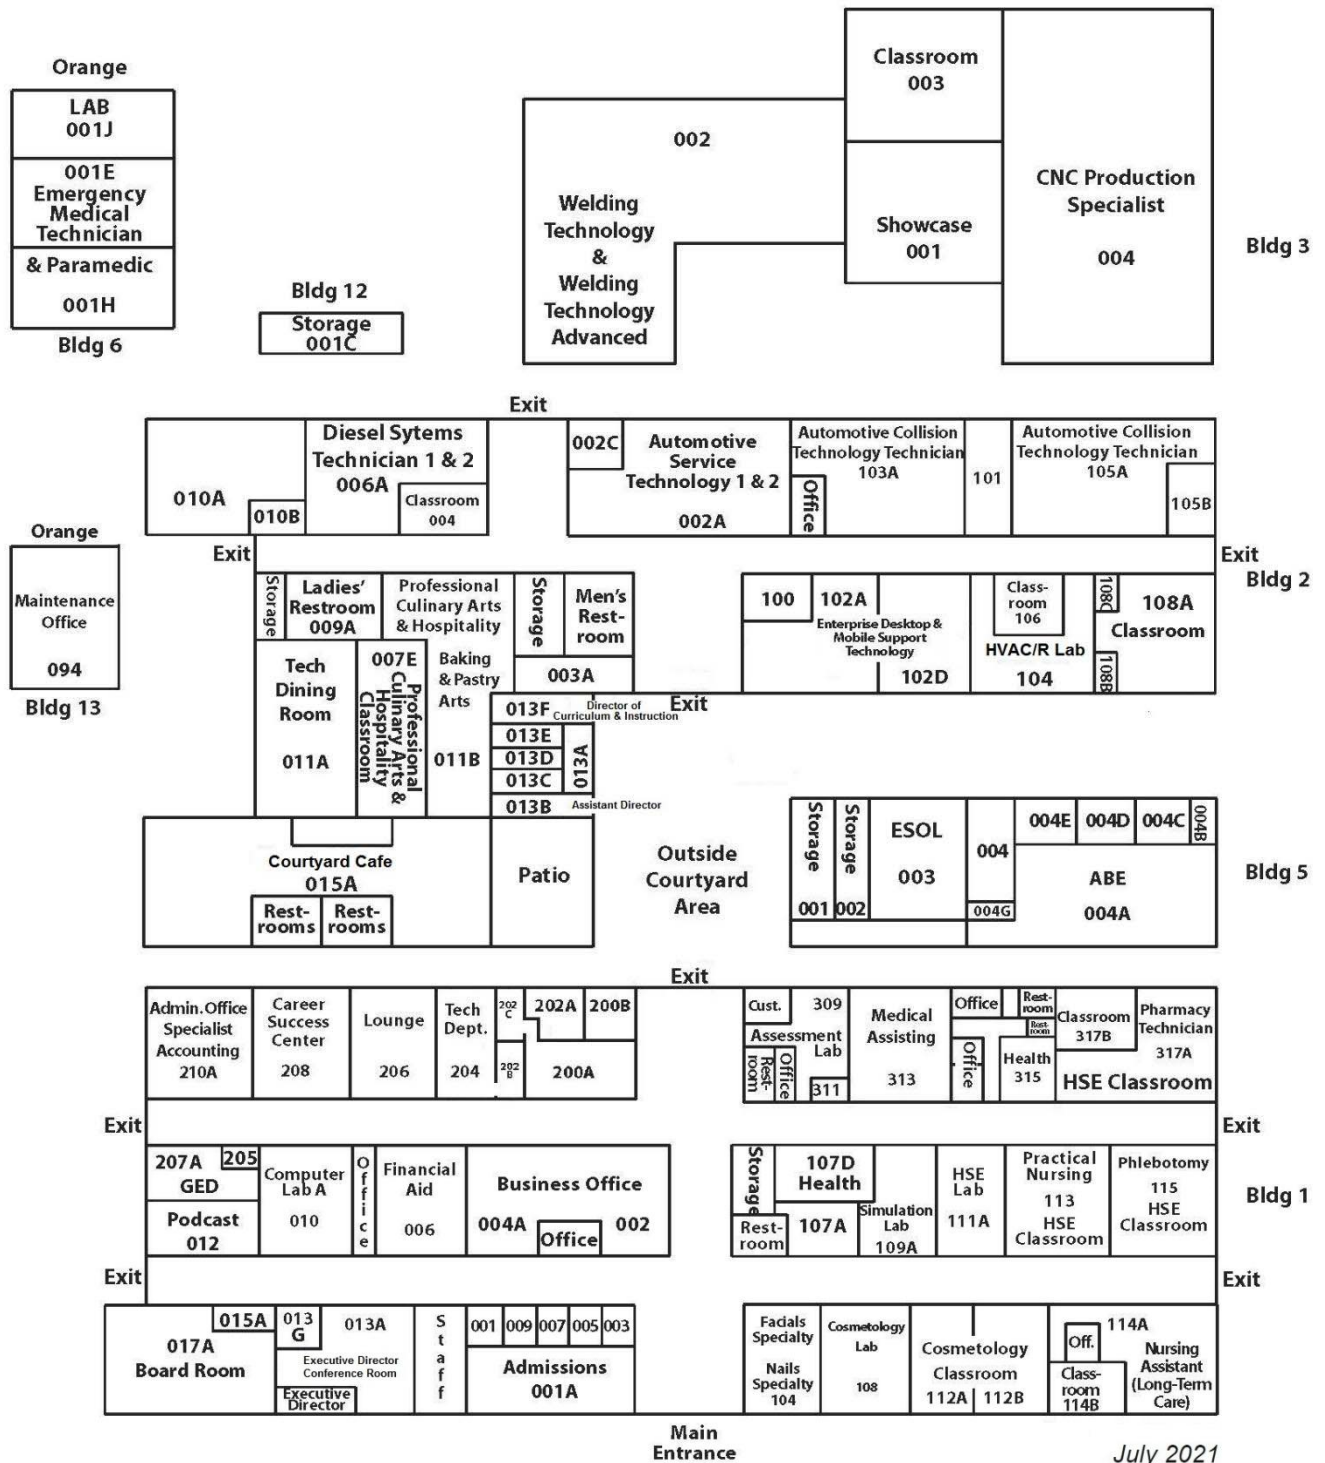 Orange
LAB
001J
001E
Emergency
Medical
Technician
& Paramedic
001H
Bldg 6
Bldg 12
Storage
001C
002
Welding
Technology
&
Welding
Technology
Advanced
Classroom
003
Showcase
001
CNC Production
Specialist
004
Bldg 3
Exit
010A
010B
Diesel Sytems
Technician 1 & 2
006A
Classroom
004
002C
Automotive
Service
Technology 1 & 2
002A
Automotive Collision
Technology Technician
103A
Office
101
Automotive Collision
Technology Technician
105A
105B
Exit
Exit
Bldg 2
Orange
Maintenance
Office
094
Bldg 13
Storage
Ladies'
Restroom
009A
Professional
Culinary Arts
& Hospitality
Storage
Men's
Rest-
room
003A
Tech
Dining
Room
011A
007E
Professional
Culinary Arts &
Hospitality
Classroom
Baking
& Pastry
Arts
011B
100
102A
Enterprise Desktop &
Mobile Support
Technology
102D
Class-
room
106
HVAC/R Lab
104
108C
108B
108A
Classroom
Exit
013F
Director of
Curriculum & Instruction
013E
013D
013C
013A
013B
Assistant Director
Courtyard Cafe
015A
Rest-
rooms
Rest-
rooms
Patio
Outside
Courtyard
Area
Storage
001
Storage
002
ESOL
003
004
004G
004E
004D
004C
004B
ABE
004A
Bldg 5
Exit
Admin. Office
Specialist
Accounting
210A
Career
Success
Center
208
Lounge
206
Tech
Dept.
204
202
C
202
B
202A
200B
200A
Cust.
309
Assessment
Lab
Rest-
room
Office
311
Medical
Assisting
313
Office
Office
Rest-
room
Rest-
room
Health
315
Classroom
317B
Pharmacy
Technician
317A
HSE Classroom
Exit
Exit
207A
205
GED
Podcast
012
Computer
Lab A
010
Office
Financial
Aid
006
Business Office
004A
Office
002
Storage
Rest-
room
107D
Health
107A
Simulation
Lab
109A
HSE
Lab
111A
Practical
Nursing
113
HSE
Classroom
Phlebotomy
115
HSE
Classroom
Bldg 1
Exit
Exit
015A
017A
Board Room
013
G
013A
Executive Director
Conference Room
Executive
Director
Staff
001
009
007
005
003
Admissions
001A
Facials
Specialty
Nails
Specialty
104
Cosmetology
Lab
108
Cosmetology
Classroom
112A
112B
114A
Off.
Class-
room
114B
Nursing
Assistant
(Long-Term
Care)
Main
Entrance
July 2021